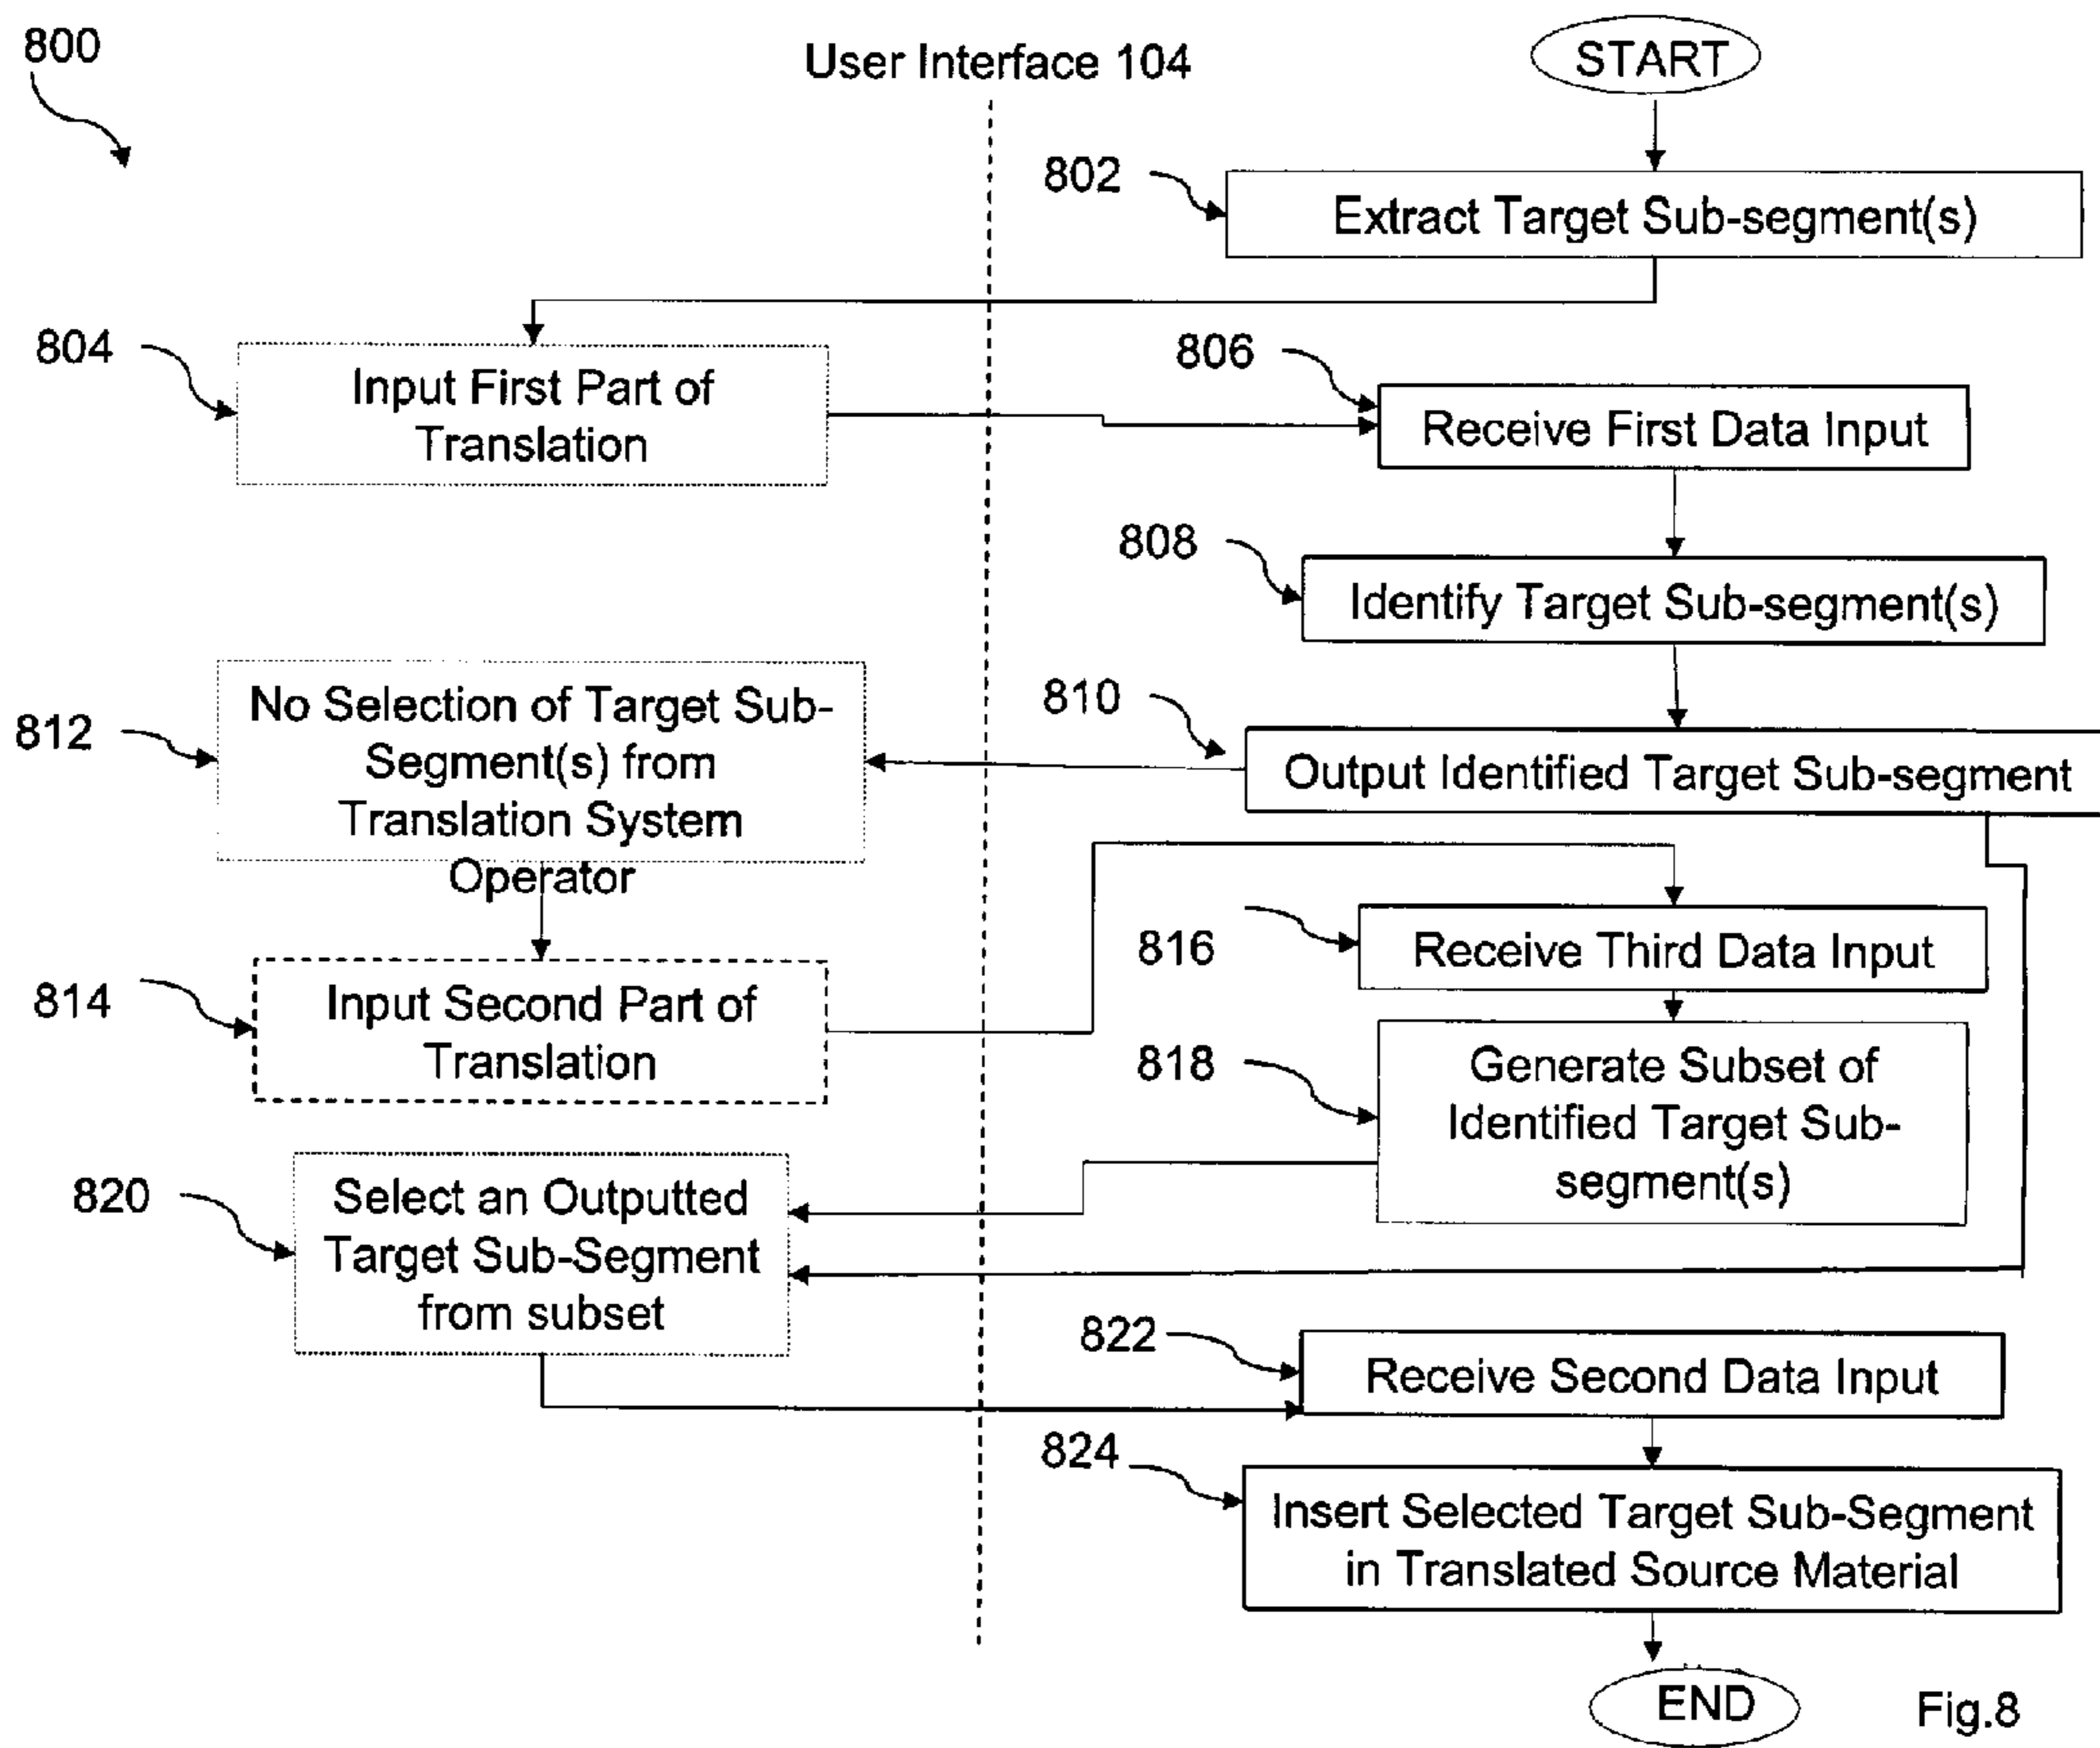 800
User Interface 104
START
802
Extract Target Sub-segment(s)
804
Input First Part of
Translation
806
Receive First Data Input
808
Identify Target Sub-segment(s)
810
Output Identified Target Sub-segment
812
No Selection of Target Sub-
Segment(s) from
Translation System
Operator
814
Input Second Part of
Translation
816
Receive Third Data Input
818
Generate Subset of
Identified Target Sub-
segment(s)
820
Select an Outputted
Target Sub-Segment
from subset
822
Receive Second Data Input
824
Insert Selected Target Sub-Segment
in Translated Source Material
END
Fig.8